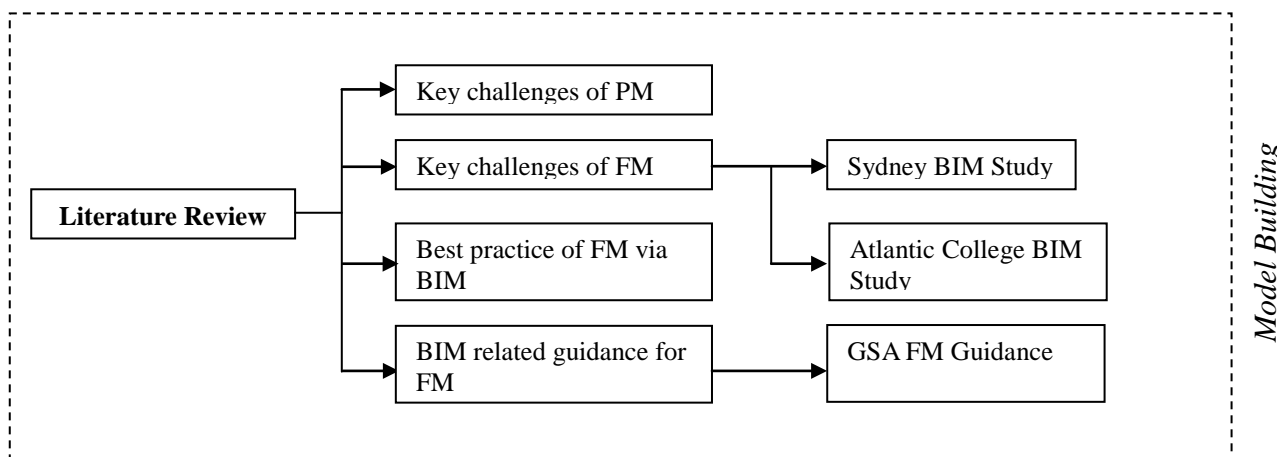 Key challenges of PM
Key challenges of FM
Sydney BIM Study
Literature Review
Best practice of FM via
BIM
Atlantic College BIM
Study
BIM related guidance for
FM
GSA FM Guidance
Model Building